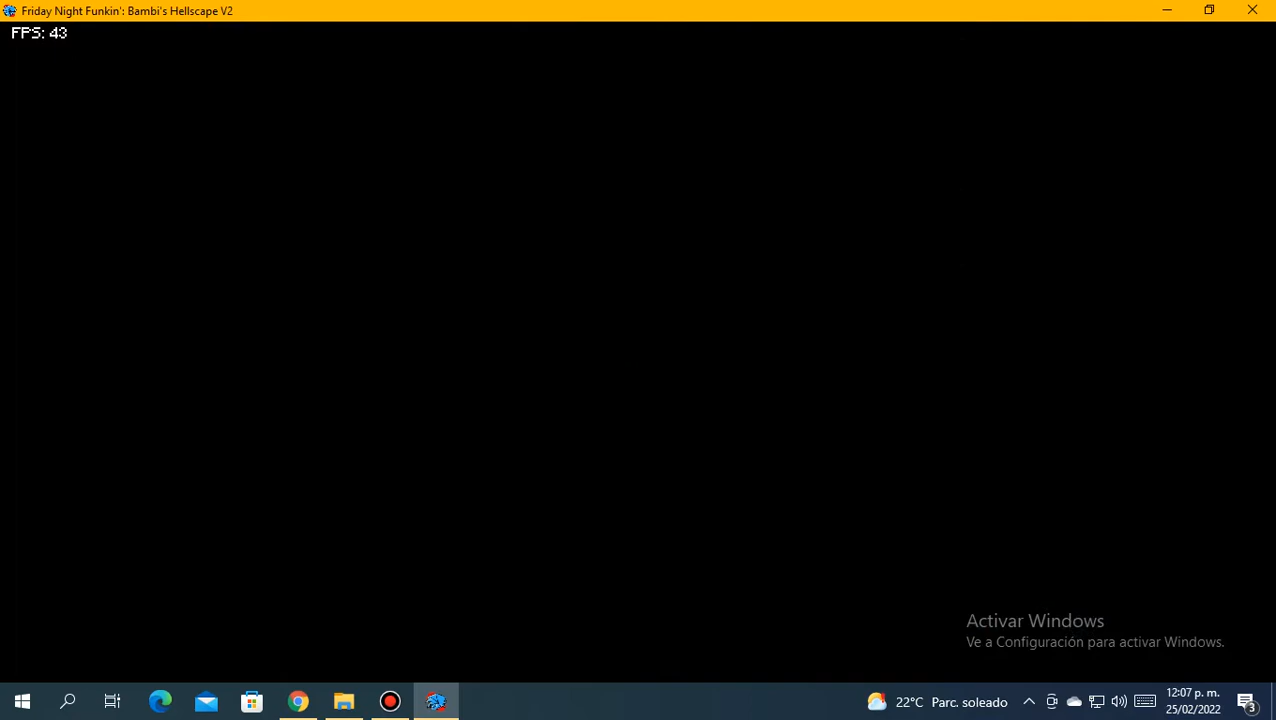 Friday Night Funkin': Bambi's Hellscape V2
FPS: 43
Activar Windows
Ve a Configuración para activar Windows.
22°C Parc. soleado
12:07 p. m.
25/02/2022
3